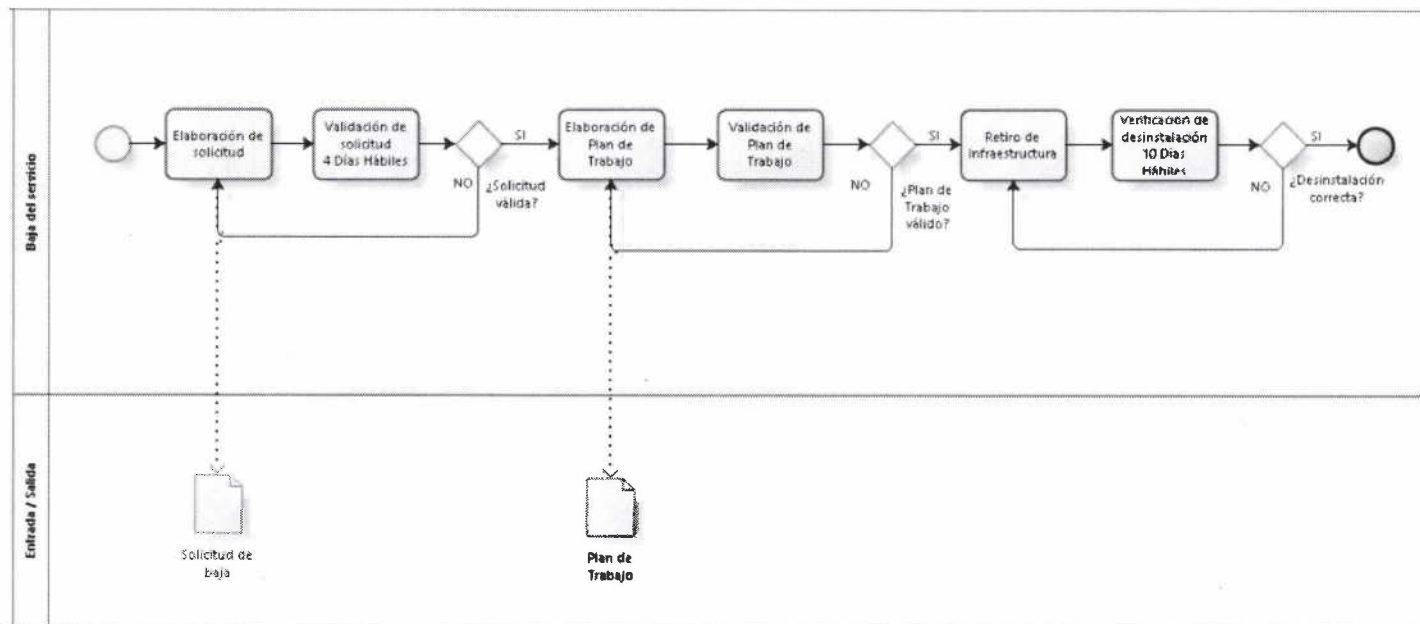 Baja del servicio
Elaboración de
solicitud
Validación de
solicitud
4 Días Hábiles
SI
NO
¿Solicitud
válida?
Elaboración de
Plan de
Trabajo
Validación de
Plan de
Trabajo
SI
NO
¿Plan de
Trabajo
válido?
Retiro de
Infraestructura
Verificación de
desinstalación
10 Días
Hábiles
SI
NO
¿Desinstalación
correcta?
Entrada / Salida
Solicitud de
baja
Plan de
Trabajo